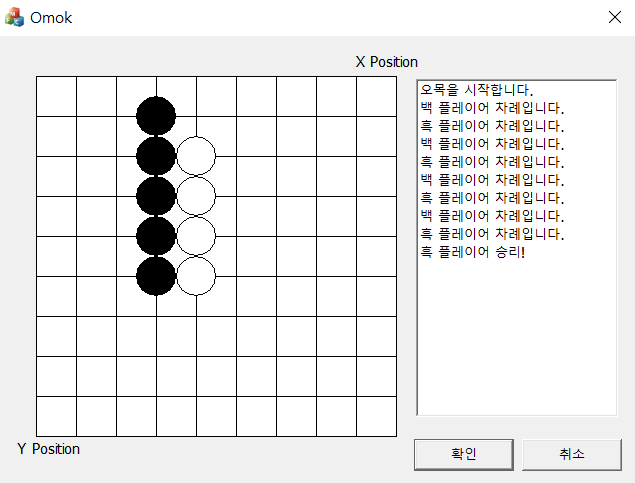 Omok
X Position
오목을 시작합니다.
백 플레이어 차례입니다.
흑 플레이어 차례입니다.
백 플레이어 차례입니다.
흑 플레이어 차례입니다.
백 플레이어 차례입니다.
흑 플레이어 차례입니다.
백 플레이어 차례입니다.
흑 플레이어 차례입니다.
흑 플레이어 승리!
Y Position
확인
취소